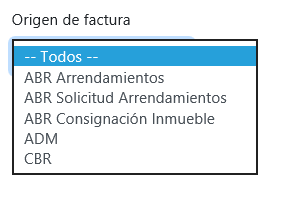 Origen de factura
-- Todos --
ABR Arrendamientos
ABR Solicitud Arrendamientos
ABR Consignación Inmueble
ADM
CBR